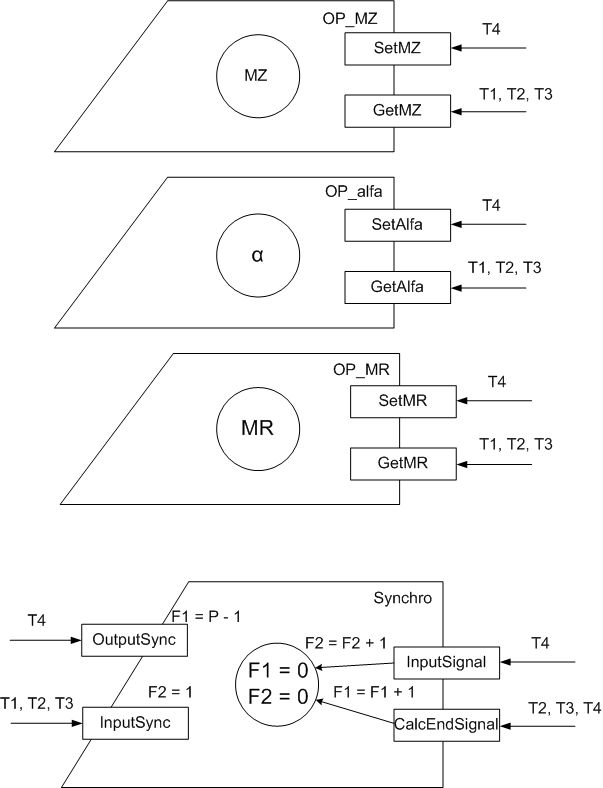 OP_MZ
T4
SetMZ
MZ
T1, T2, T3
GetMZ
OP_alfa
T4
SetAlfa
α
T1, T2, T3
GetAlfa
OP_MR
T4
SetMR
MR
T1, T2, T3
GetMR
Synchro
F1 = P - 1
T4
OutputSync
F2 = F2 + 1
T4
InputSignal
F1 = 0
F2 = 0
F2 = 1
F1 = F1 + 1
T1, T2, T3
InputSync
CalcEndSignal
T2, T3, T4